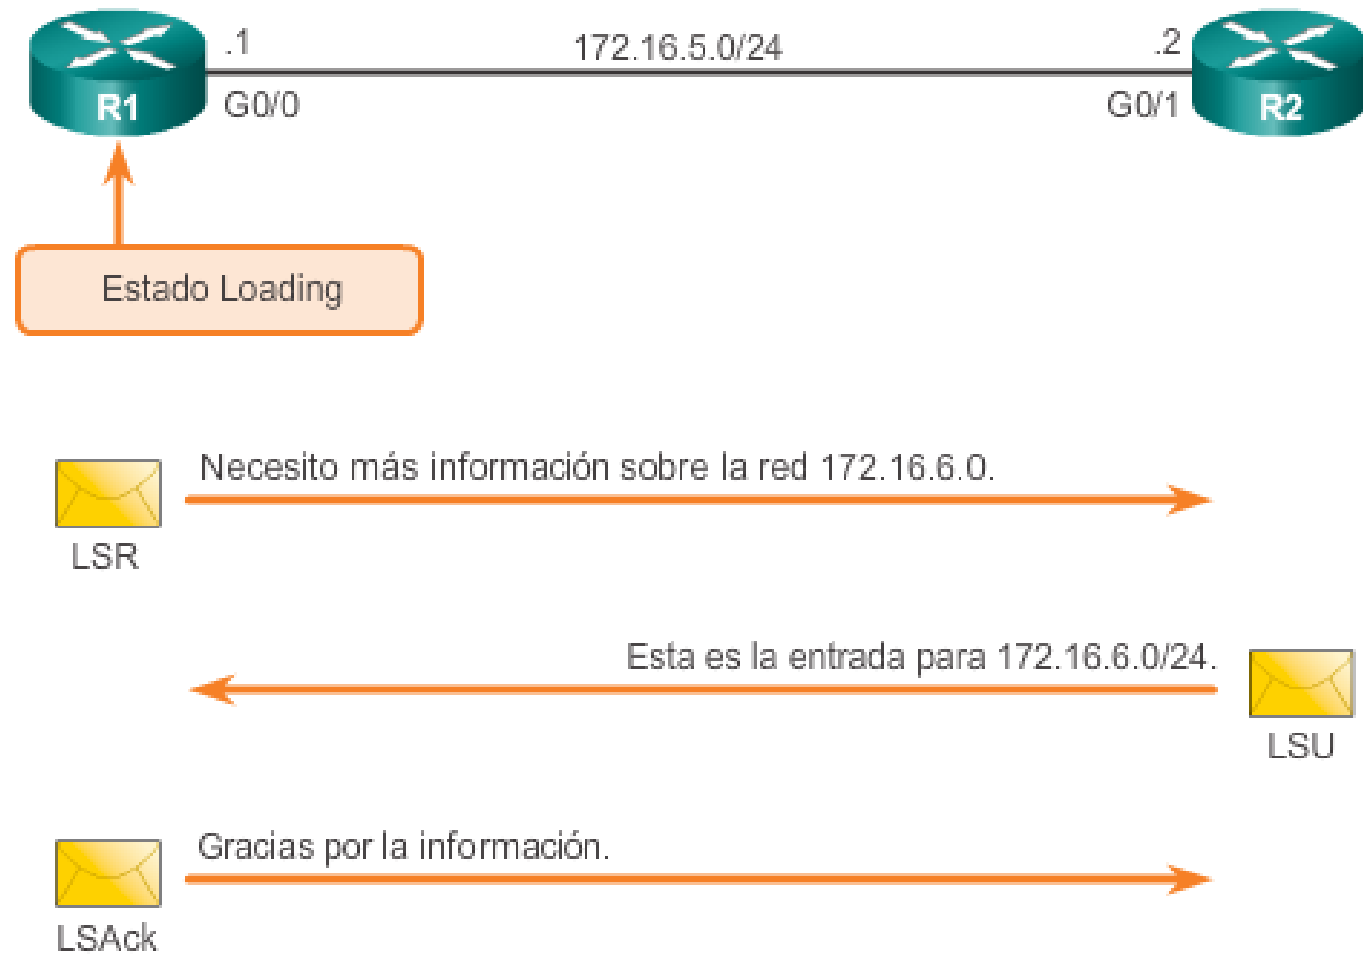 .1
172.16.5.0/24
.2
R1
G0/0
G0/1
R2
Estado Loading
Necesito más información sobre la red 172.16.6.0.
LSR
Esta es la entrada para 172.16.6.0/24.
LSU
Gracias por la información.
LSAck